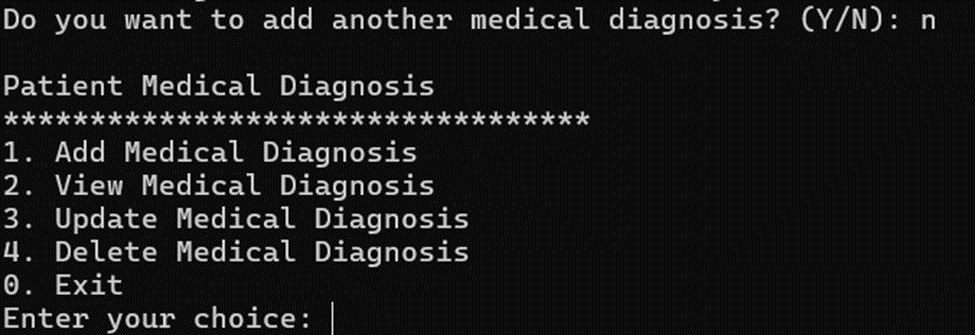 Do you want to add another medical diagnosis? (Y/N): n
Patient Medical Diagnosis
**********************************
1. Add Medical Diagnosis
2. View Medical Diagnosis
3. Update Medical Diagnosis
4. Delete Medical Diagnosis
0. Exit
Enter your choice: